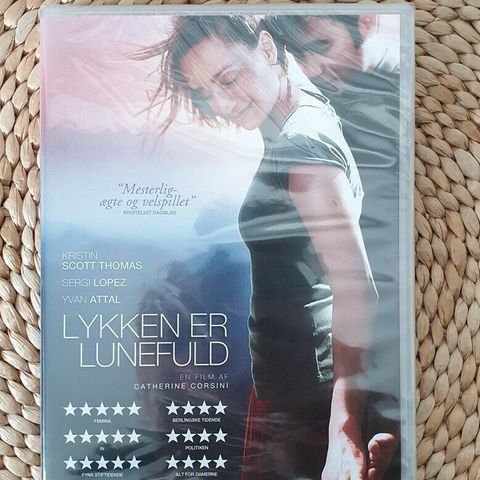 “Mesterlig-
ægte og velspillet”
KRISTELIGT DAGBLAD
KRISTIN
SCOTT THOMAS
SERGI LOPEZ
YVAN ATTAL
LYKKEN ER
LUNEFULD
EN FILM AF
CATHERINE CORSINI
★★★★★ ★★★★
FEMINA BERLINGSKE TIDENDE
★★★★★ ★★★★
IN POLITIKEN
★★★★★ ★★★★
FYNS STIFTSTIDENDE ALT FOR DAMERNE